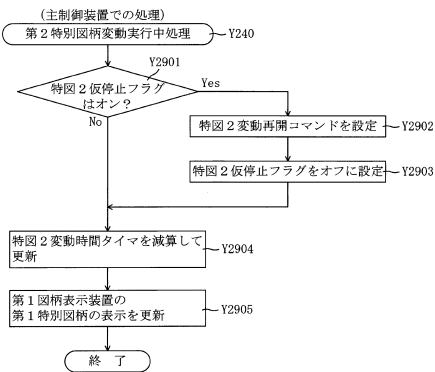 (主制御装置での処理)
第２特別図柄変動実行中処理
Y240
Y2901
特図２仮停止フラグ
はオン？
Yes
No
特図２変動再開コマンドを設定
Y2902
特図２仮停止フラグをオフに設定
Y2903
特図２変動時間タイマを減算して
更新
Y2904
第１図柄表示装置の
第１特別図柄の表示を更新
Y2905
終 了